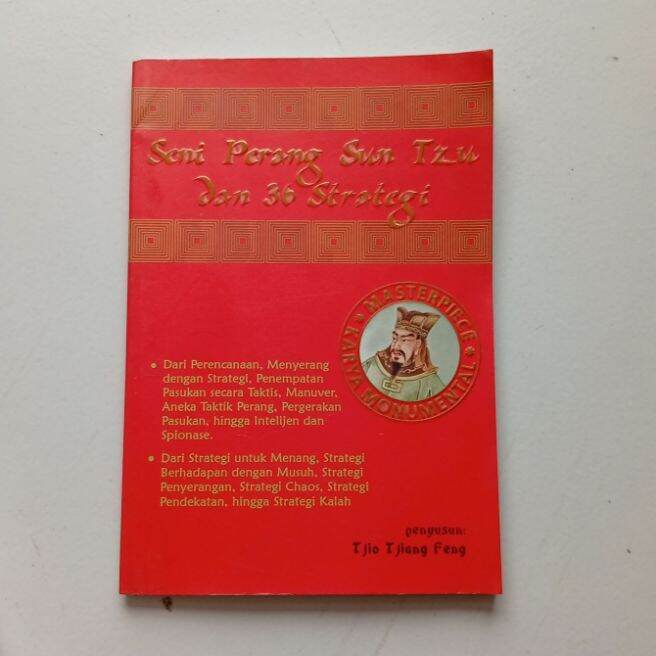 Seni Perang Sun Tzu
dan 36 Strategi
* MASTERPIECE *
KARYA MONUMENTAL
• Dari Perencanaan, Menyerang
dengan Strategi, Penempatan
Pasukan secara Taktis, Manuver,
Aneka Taktik Perang, Pergerakan
Pasukan, hingga Intelijen dan
Spionase.
• Dari Strategi untuk Menang, Strategi
Berhadapan dengan Musuh, Strategi
Penyerangan, Strategi Chaos, Strategi
Pendekatan, hingga Strategi Kalah
penyusun:
Tjio Tjiang Feng